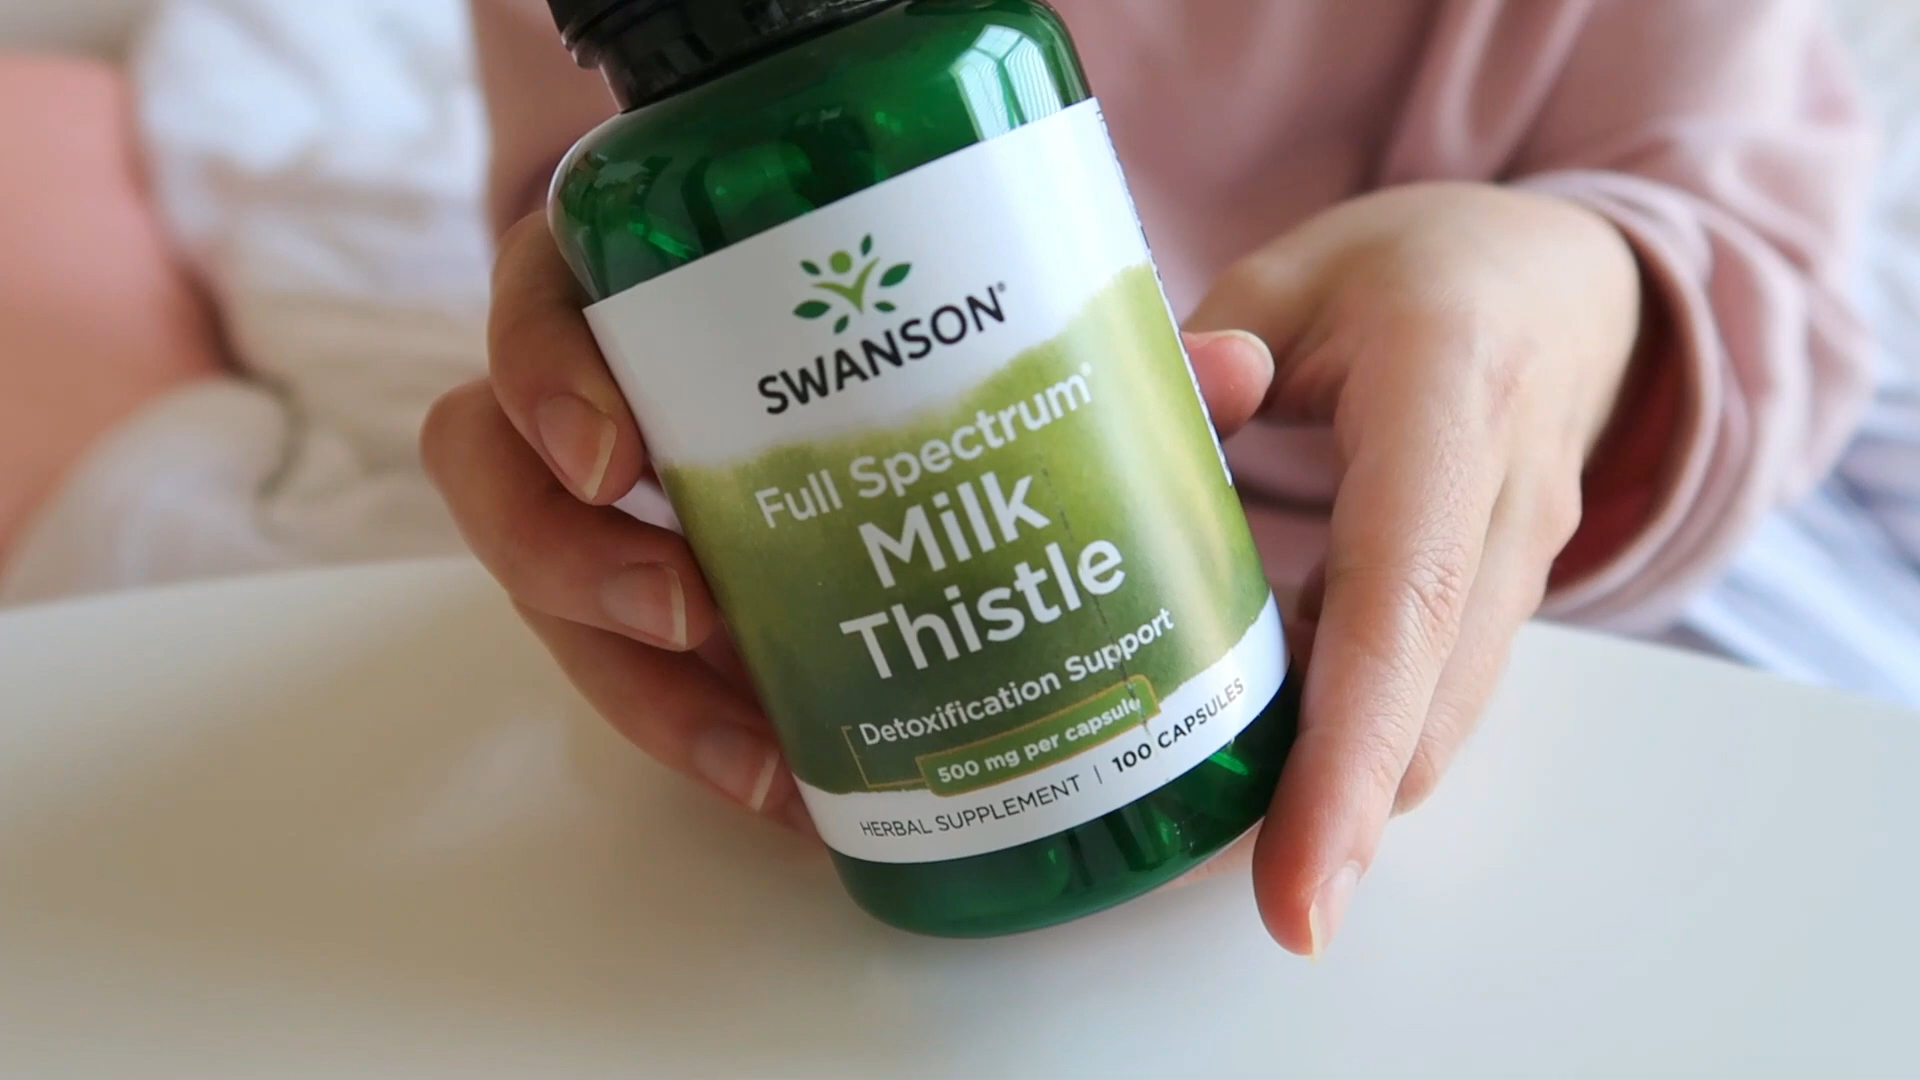 SWANSON®
Full Spectrum®
Milk
Thistle
Detoxification Support
500 mg per capsule
HERBAL SUPPLEMENT | 100 CAPSULES